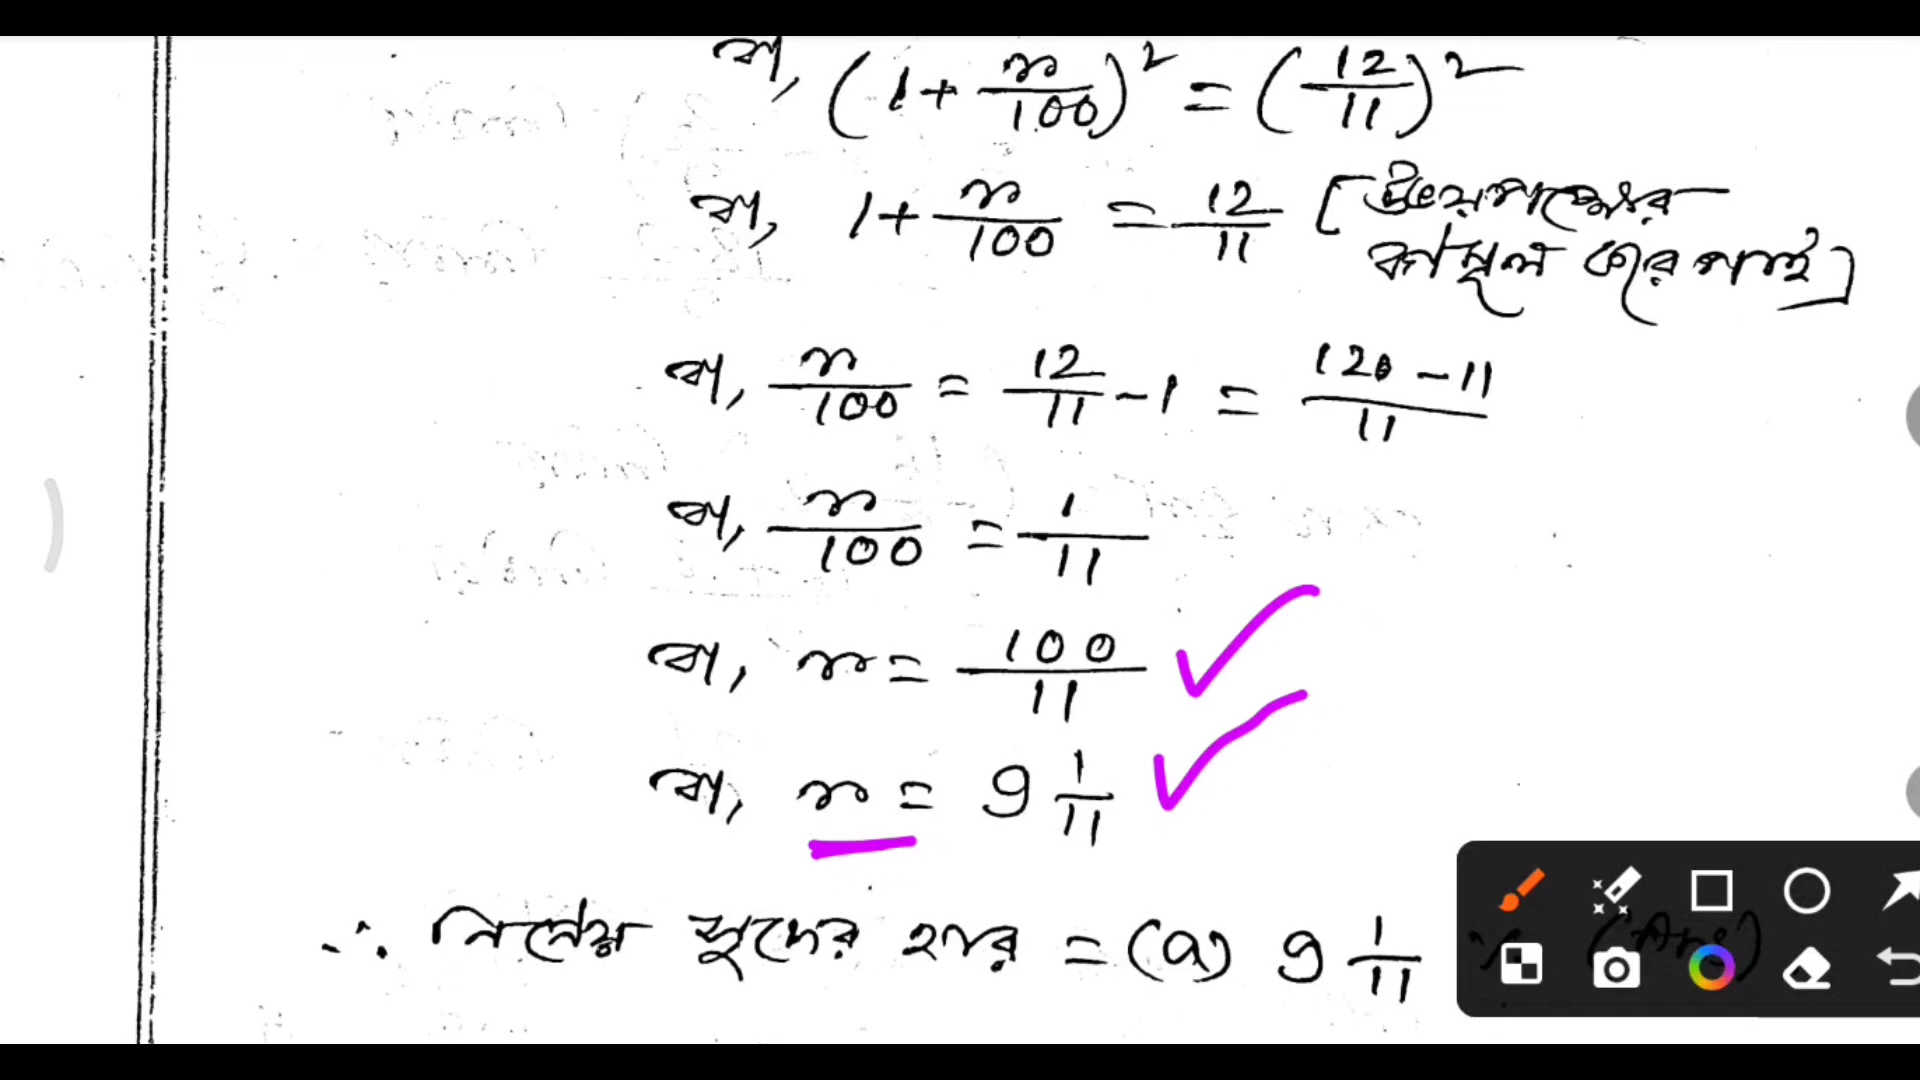 বা, (1 + r/100)² = (12/11)²
বা, 1 + r/100 = 12/11 [উভয়পক্ষের
বর্গমূল করে পাই]
বা, r/100 = 12/11 - 1 = 12 - 11/11
বা, r/100 = 1/11
বা, r = 100/11
বা, r = 9 1/11
∴ নির্ণেয় সুদের হার = (a) 9 1/11 % (Ans)